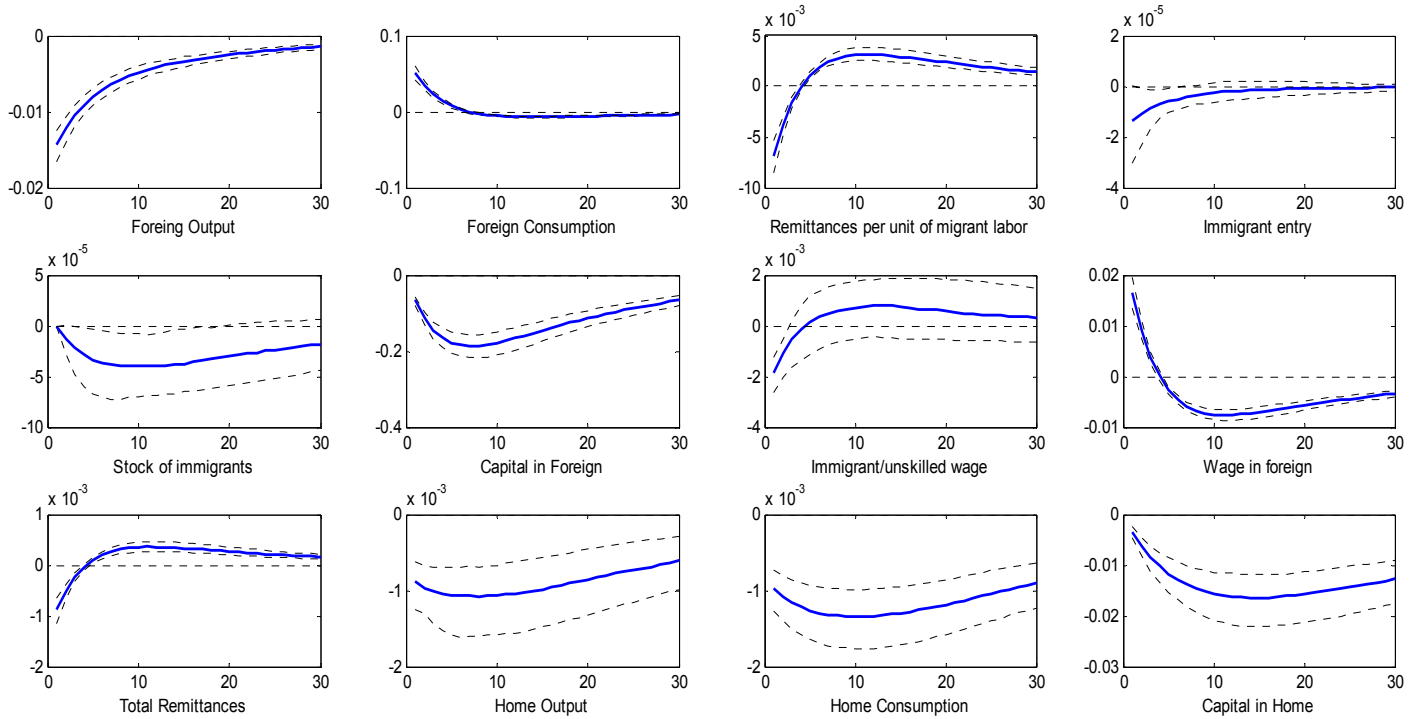 0
-0.01
-0.02
0 10 20 30
Foreing Output
0.1
0
-0.1
0 10 20 30
Foreign Consumption
x 10-3
5
0
-5
-10
0 10 20 30
Remittances per unit of migrant labor
x 10-5
2
0
-2
-4
0 10 20 30
Immigrant entry
x 10-5
5
0
-5
-10
0 10 20 30
Stock of immigrants
0
-0.2
-0.4
0 10 20 30
Capital in Foreign
x 10-3
2
0
-2
-4
0 10 20 30
Immigrant/unskilled wage
0.02
0.01
0
-0.01
0 10 20 30
Wage in foreign
x 10-3
1
0
-1
-2
0 10 20 30
Total Remittances
x 10-3
0
-1
-2
0 10 20 30
Home Output
x 10-3
0
-1
-2
0 10 20 30
Home Consumption
0
-0.01
-0.02
-0.03
0 10 20 30
Capital in Home